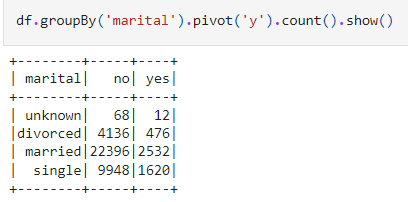 df.groupBy('marital').pivot('y').count().show()
+--------+-----+----+
| marital|   no| yes|
+--------+-----+----+
| unknown|   68|  12|
|divorced| 4136| 476|
| married|22396|2532|
|  single| 9948|1620|
+--------+-----+----+